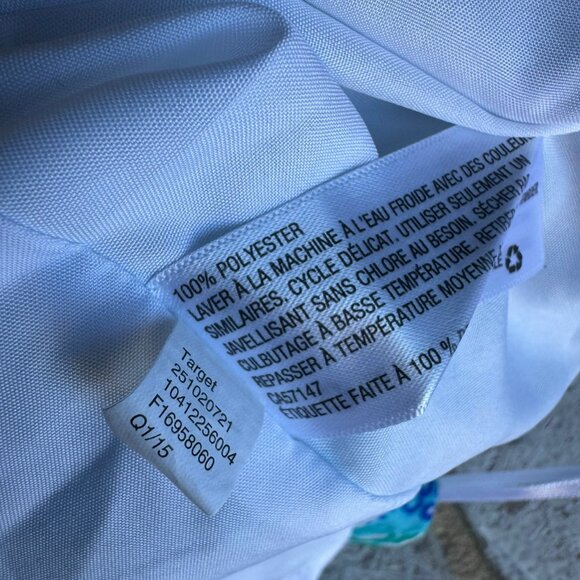 100% POLYESTER
LAVER À LA MACHINE À L'EAU FROIDE AVEC DES COULEURS
SIMILAIRES. CYCLE DÉLICAT. UTILISER SEULEMENT UN
JAVELLISANT SANS CHLORE AU BESOIN. SÉCHER PAR
CULBUTAGE À BASSE TEMPÉRATURE. RETIRER
REPASSER À TEMPÉRATURE MOYENNE
CA57147
ÉTIQUETTE FAITE À 100 %
Target
251020721
10412256004
F16958060
Q1/15